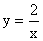 y = 2/x